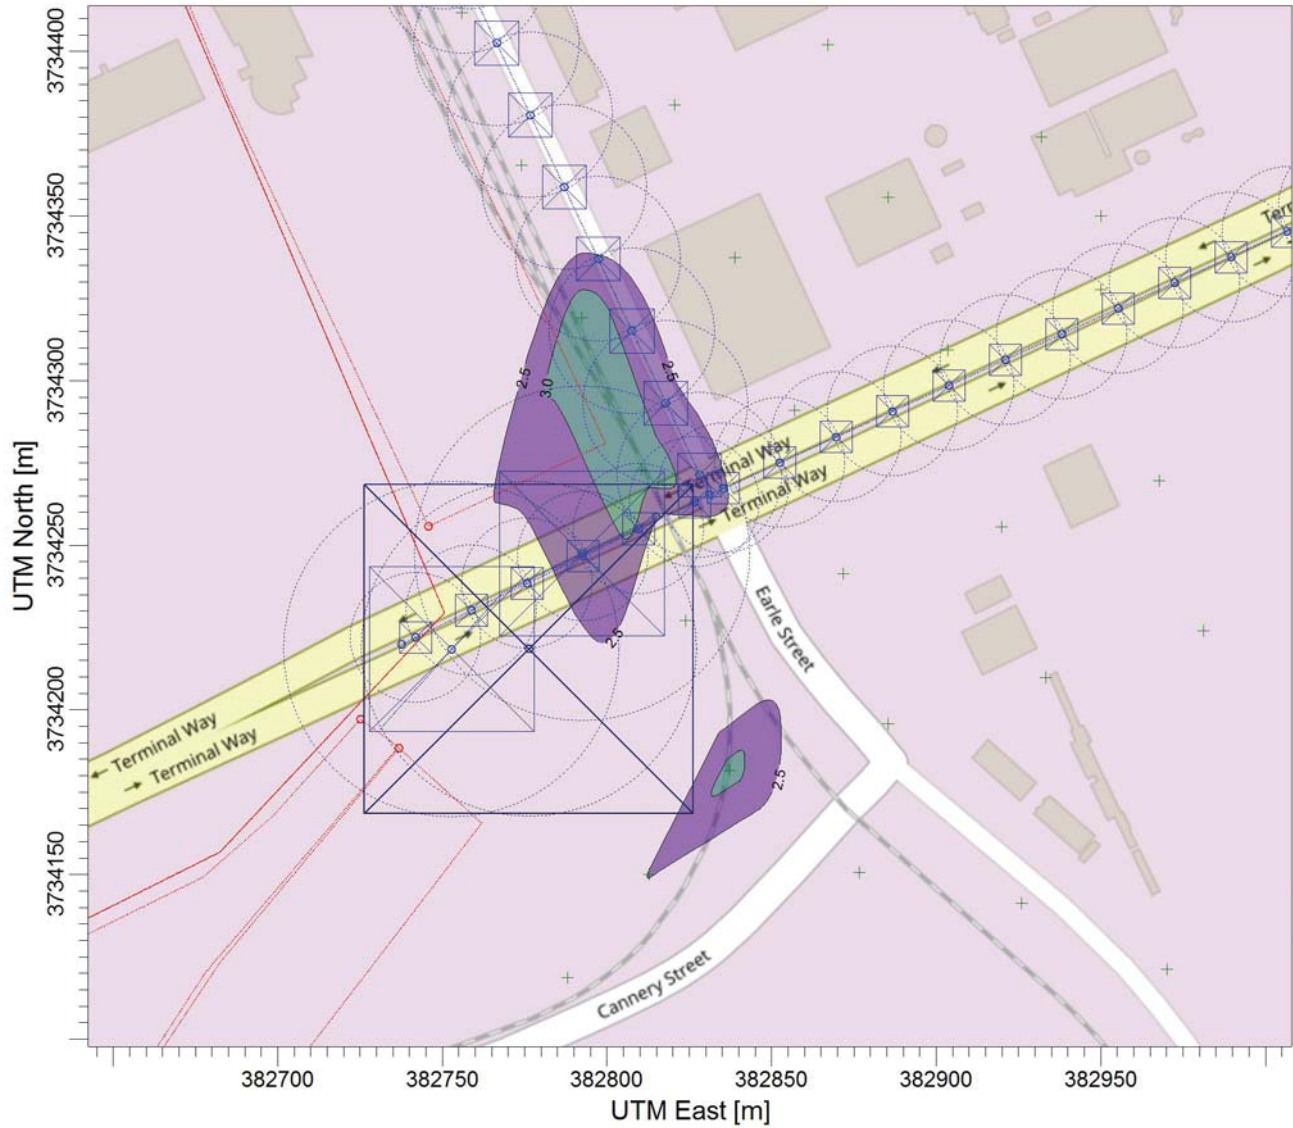 3734400
3734350
3734300
3734250
3734200
3734150
UTM North [m]
Terr
2.5
2.5
3.0
Terminal Way
Terminal Way
2.5
Earle Street
Terminal Way
Terminal Way
2.5
Cannery Street
382700
382750
382800
382850
382900
382950
UTM East [m]